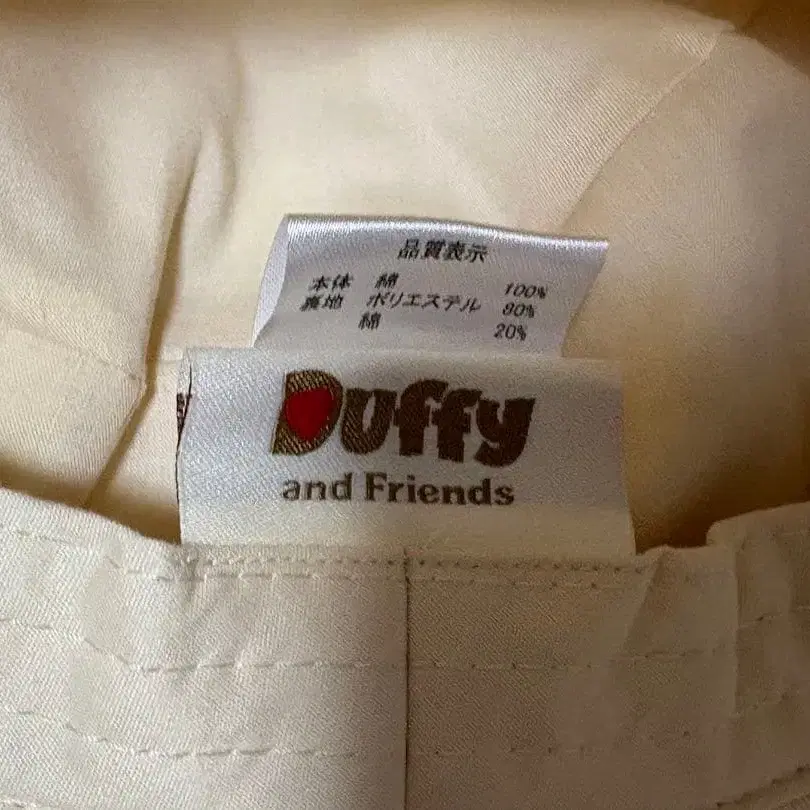 品質表示
本体 綿 100%
裏地 ポリエステル 80%
綿 20%
Duffy
and Friends